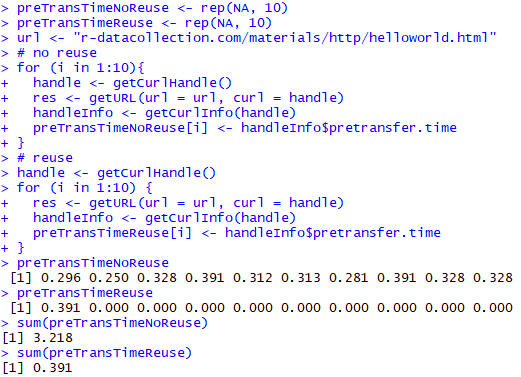 > preTransTimeNoReuse <- rep(NA, 10)
> preTransTimeReuse <- rep(NA, 10)
> url <- "r-datacollection.com/materials/http/helloworld.html"
> # no reuse
> for (i in 1:10){
+   handle <- getCurlHandle()
+   res <- getURL(url = url, curl = handle)
+   handleInfo <- getCurlInfo(handle)
+   preTransTimeNoReuse[i] <- handleInfo$pretransfer.time
+ }
> # reuse
> handle <- getCurlHandle()
> for (i in 1:10) {
+   res <- getURL(url = url, curl = handle)
+   handleInfo <- getCurlInfo(handle)
+   preTransTimeReuse[i] <- handleInfo$pretransfer.time
+ }
> preTransTimeNoReuse
 [1] 0.296 0.250 0.328 0.391 0.312 0.313 0.281 0.391 0.328 0.328
> preTransTimeReuse
 [1] 0.391 0.000 0.000 0.000 0.000 0.000 0.000 0.000 0.000 0.000
> sum(preTransTimeNoReuse)
[1] 3.218
> sum(preTransTimeReuse)
[1] 0.391